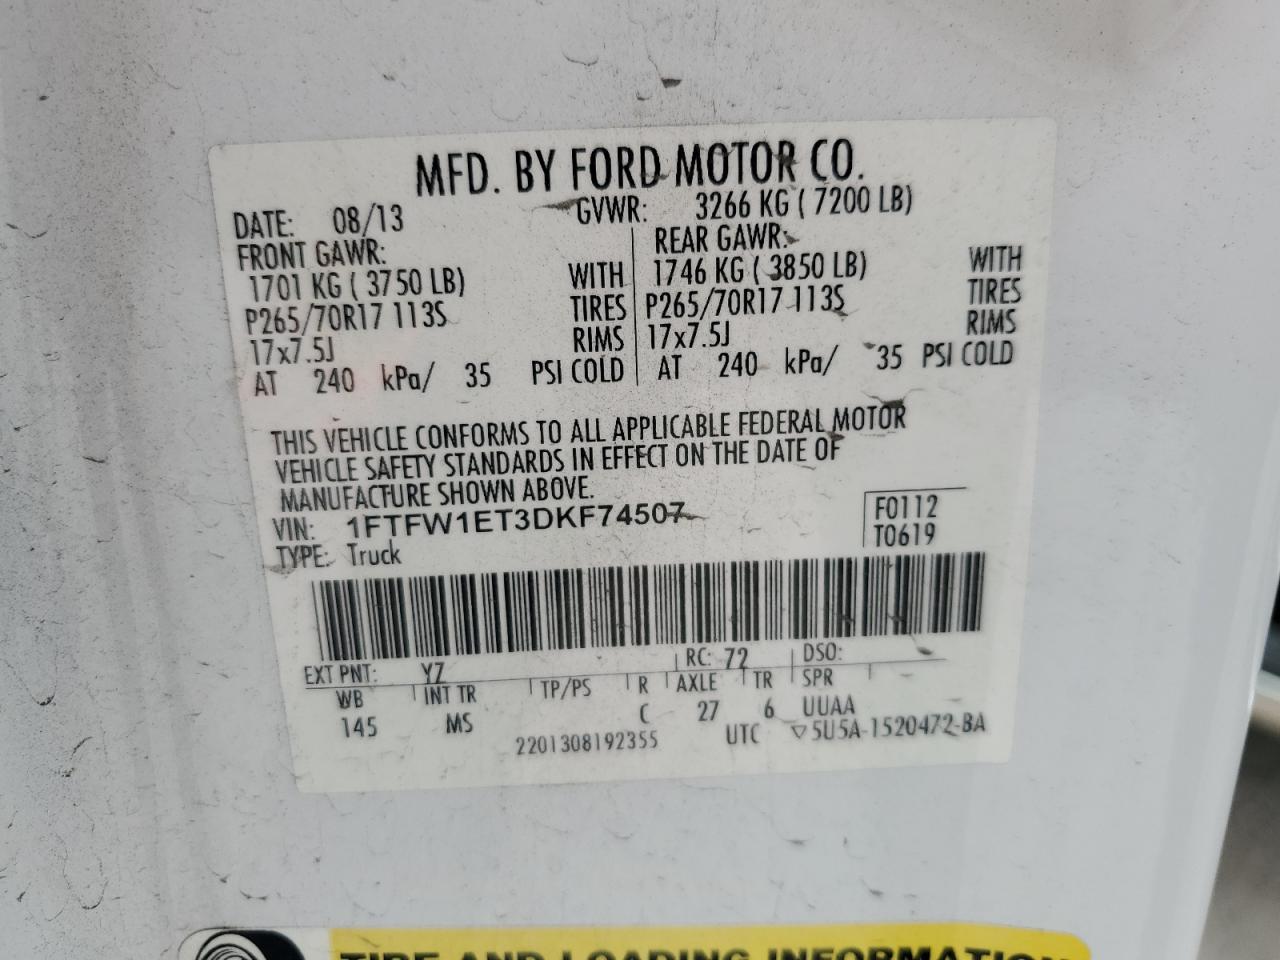 MFD. BY FORD MOTOR CO.
DATE: 08/13 GVWR: 3266 KG ( 7200 LB)
FRONT GAWR: REAR GAWR:
1701 KG ( 3750 LB) WITH 1746 KG ( 3850 LB) WITH
P265/70R17 113S TIRES P265/70R17 113S TIRES
17x7.5J RIMS 17x7.5J RIMS
AT 240 kPa/ 35 PSI COLD AT 240 kPa/ 35 PSI COLD
THIS VEHICLE CONFORMS TO ALL APPLICABLE FEDERAL MOTOR
VEHICLE SAFETY STANDARDS IN EFFECT ON THE DATE OF
MANUFACTURE SHOWN ABOVE.
VIN: 1FTFW1ET3DKF74507 F0112
TYPE: Truck T0619
EXT PNT: YZ RC: 72 DSO:
WB INT TR TP/PS R AXLE TR SPR
145 MS C 27 6 UUAA
2201308192355 UTC ▽5U5A-1520472-BA
TIRE AND LOADING INFORMATION